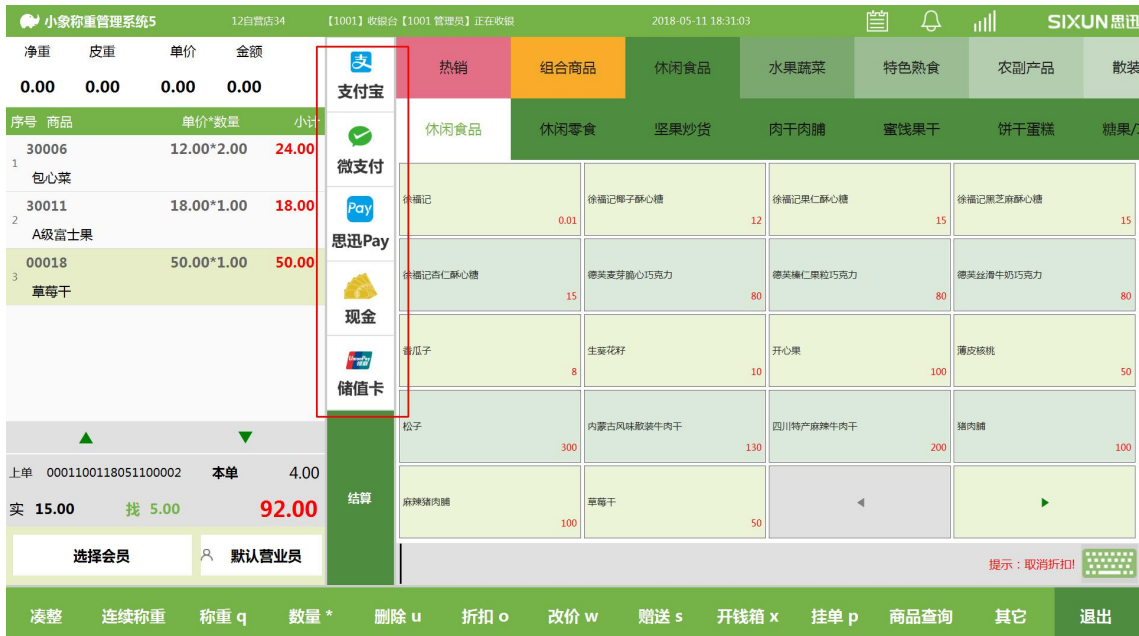 小象称重管理系统5 12自营店34 【1001】收银台【1001 管理员】正在收银 2018-05-11 18:31:03 SIXUN思迅
净重 皮重 单价 金额
0.00 0.00 0.00 0.00
序号 商品 单价*数量 小计
30006 12.00*2.00 24.00
1
包心菜
30011 18.00*1.00 18.00
2
A级富士果
00018 50.00*1.00 50.00
3
草莓干
上单 0001100118051100002 本单 4.00
实 15.00 找 5.00 92.00
选择会员 默认营业员
支
支付宝
微支付
Pay
思迅Pay
现金
UnionPay
银联
储值卡
结算
热销 组合商品 休闲食品 水果蔬菜 特色熟食 农副产品 散装
休闲食品 休闲零食 坚果炒货 肉干肉脯 蜜饯果干 饼干蛋糕 糖果/
徐福记 徐福记椰子酥心糖 徐福记果仁酥心糖 徐福记黑芝麻酥心糖
0.01 12 15 15
徐福记杏仁酥心糖 德芙麦芽脆心巧克力 德芙榛仁果粒巧克力 德芙丝滑牛奶巧克力
15 80 80 80
香瓜子 生葵花籽 开心果 薄皮核桃
8 10 100 50
松子 内蒙古风味散装牛肉干 四川特产麻辣牛肉干 猪肉脯
300 130 200 100
麻辣猪肉脯 草莓干
100 50
提示：取消折扣!
凑整 连续称重 称重 q 数量 * 删除 u 折扣 o 改价 w 赠送 s 开钱箱 x 挂单 p 商品查询 其它 退出